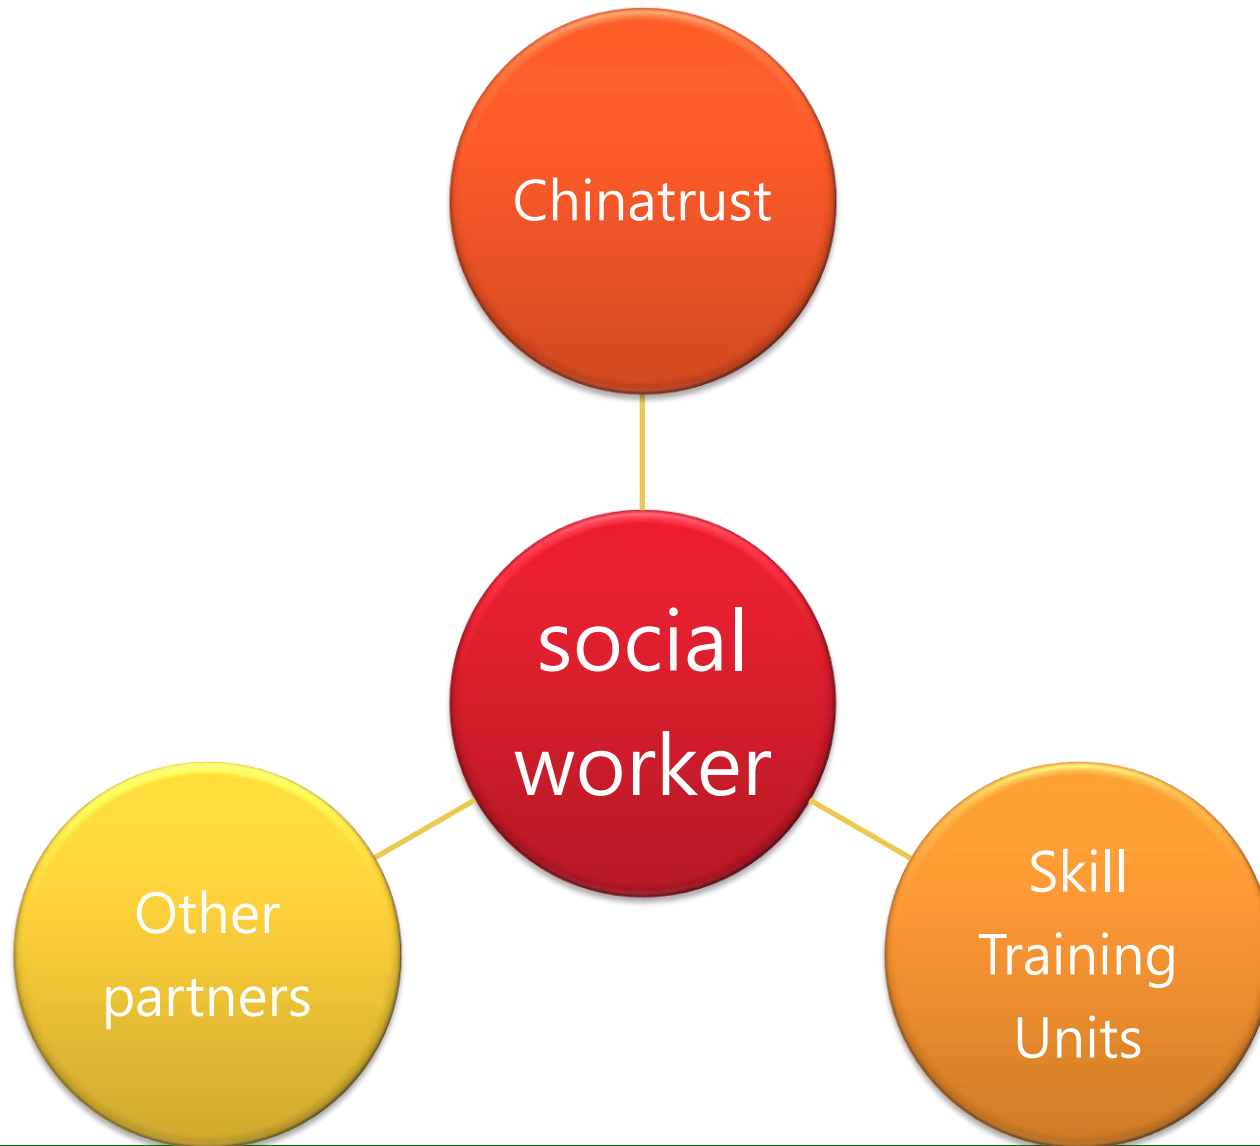 Chinatrust
social
worker
Other
partners
Skill
Training
Units